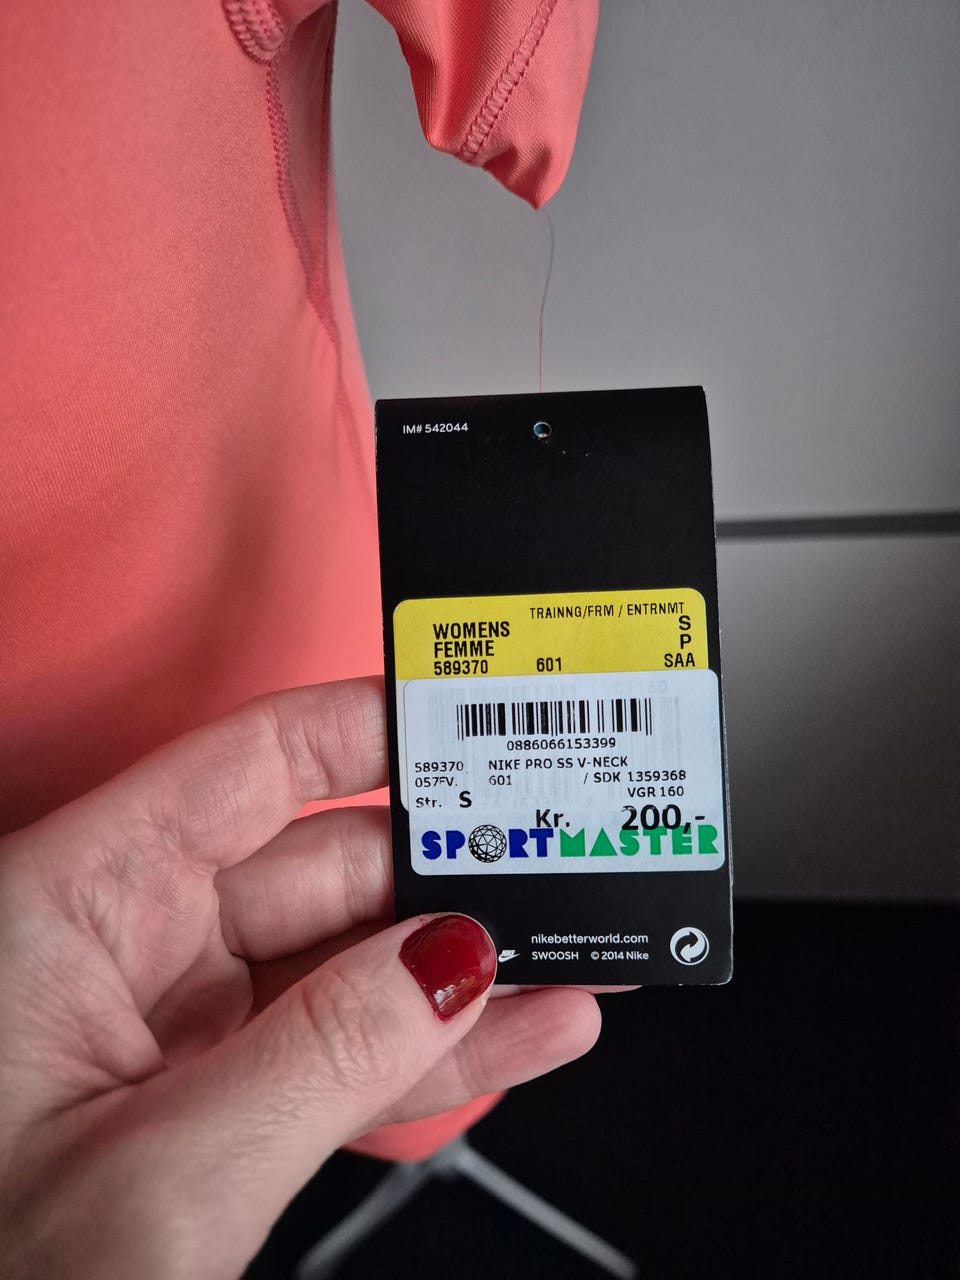 IM# 542044
TRAINNG/FRM / ENTRNMT
WOMENS S
FEMME P
589370 601 SAA
0886066153399
589370 NIKE PRO SS V-NECK
057FV. 601 / SDK 1359368
VGR 160
Str. S
Kr. 200,-
SPORTMASTER
nikebetterworld.com
SWOOSH © 2014 Nike